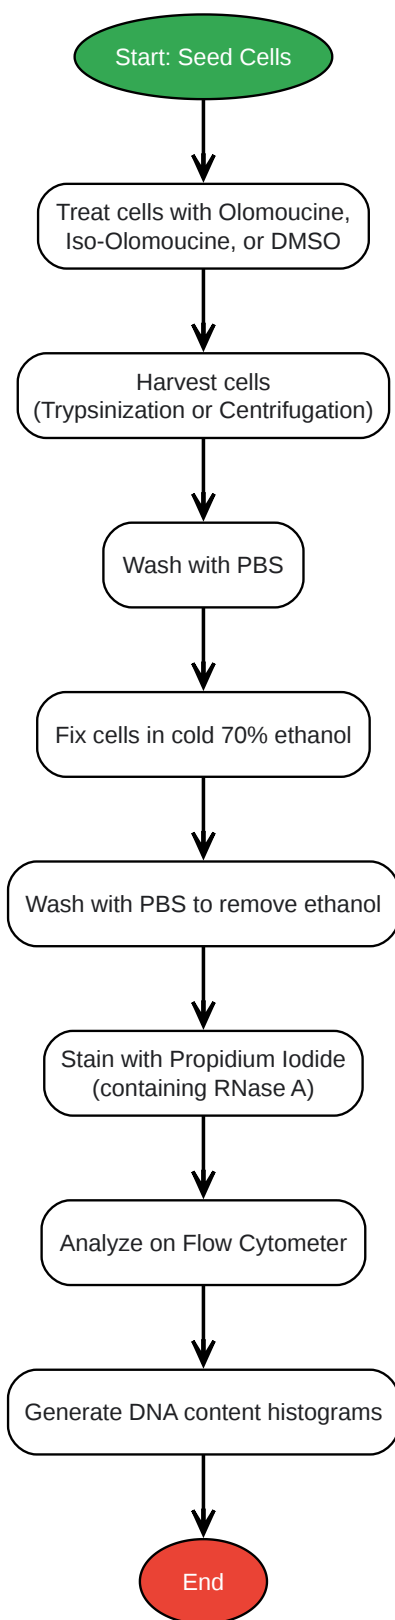 Start: Seed Cells
Treat cells with Olomoucine,
Iso-Olomoucine, or DMSO
Harvest cells
(Trypsinization or Centrifugation)
Wash with PBS
Fix cells in cold 70% ethanol
Wash with PBS to remove ethanol
Stain with Propidium Iodide
(containing RNase A)
Analyze on Flow Cytometer
Generate DNA content histograms
End